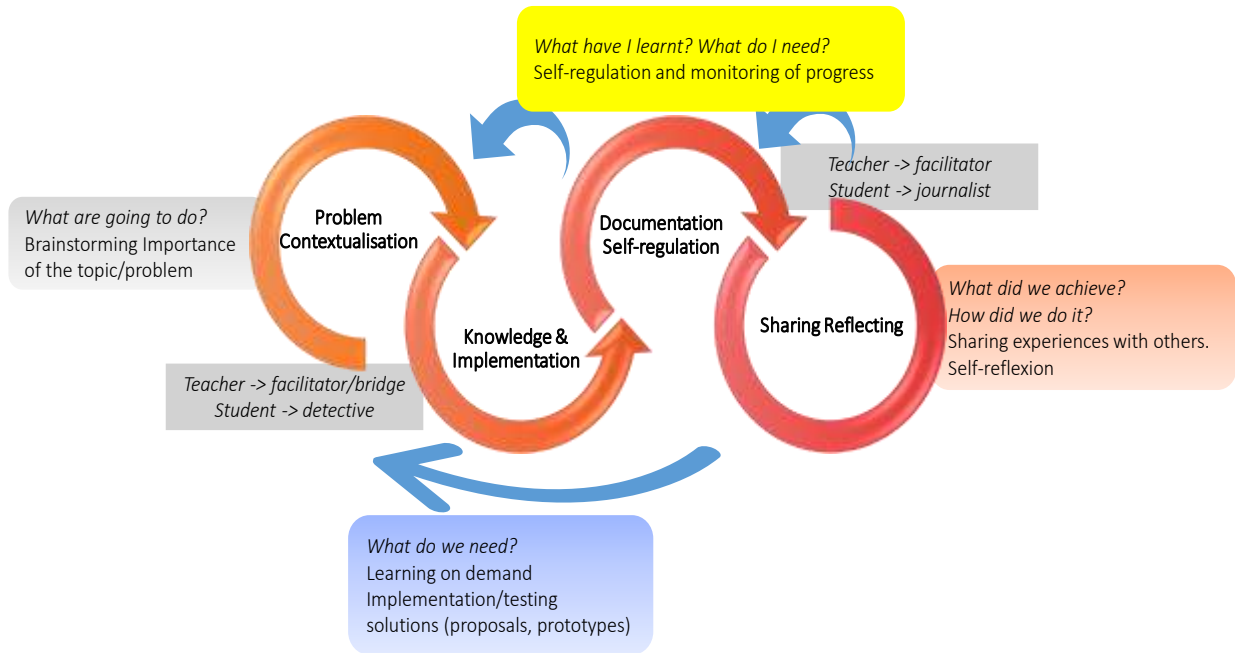 What have I learnt? What do I need?
Self-regulation and monitoring of progress
Teacher -> facilitator
Student -> journalist
What are going to do?
Brainstorming Importance
of the topic/problem
Problem
Contextualisation
Documentation
Self-regulation
Knowledge &
Implementation
Sharing Reflecting
What did we achieve?
How did we do it?
Sharing experiences with others.
Self-reflexion
Teacher -> facilitator/bridge
Student -> detective
What do we need?
Learning on demand
Implementation/testing
solutions (proposals, prototypes)